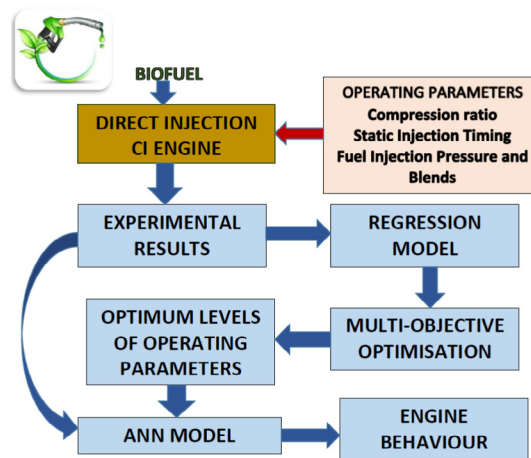 BIOFUEL
OPERATING PARAMETERS
Compression ratio
Static Injection Timing
Fuel Injection Pressure and
Blends
DIRECT INJECTION
CI ENGINE
EXPERIMENTAL
RESULTS
REGRESSION
MODEL
OPTIMUM LEVELS
OF OPERATING
PARAMETERS
MULTI-OBJECTIVE
OPTIMISATION
ANN MODEL
ENGINE
BEHAVIOUR